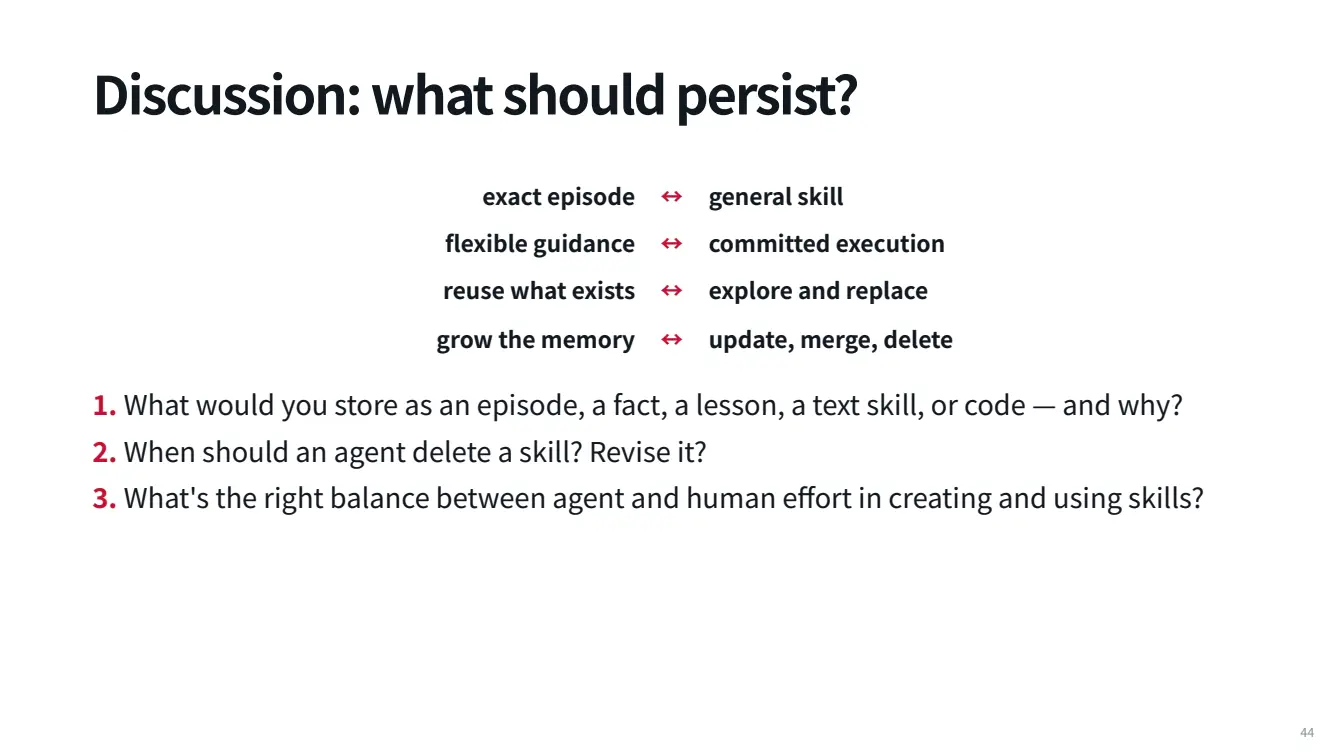 Discussion: what should persist?
exact episode ↔ general skill
flexible guidance ↔ committed execution
reuse what exists ↔ explore and replace
grow the memory ↔ update, merge, delete
1. What would you store as an episode, a fact, a lesson, a text skill, or code — and why?
2. When should an agent delete a skill? Revise it?
3. What's the right balance between agent and human effort in creating and using skills?
44